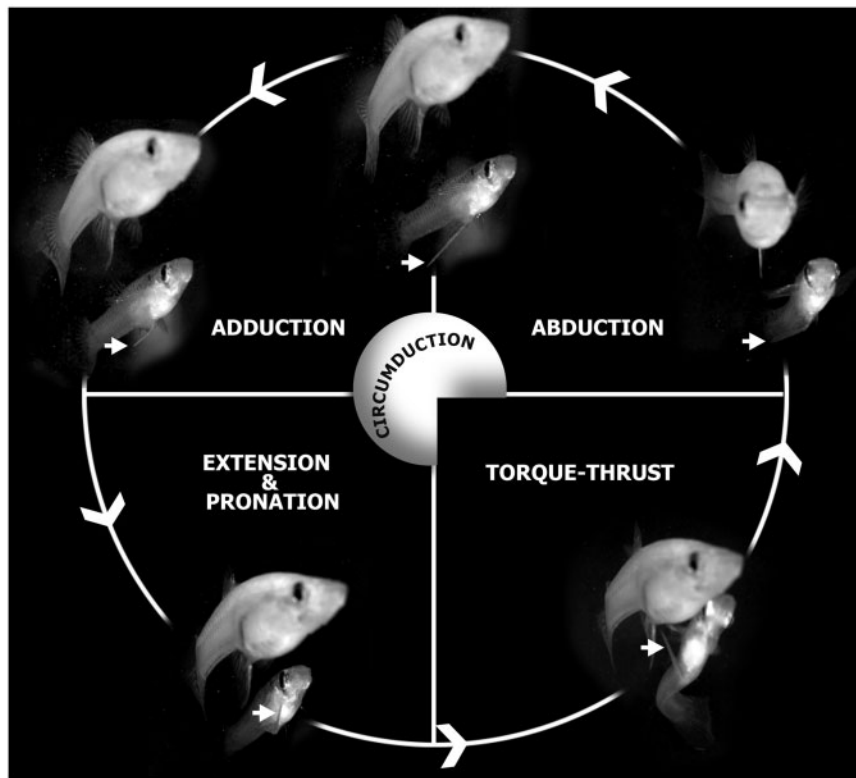 ADDUCTION
ABDUCTION
CIRCUMDUCTION
EXTENSION
&
PRONATION
TORQUE-THRUST